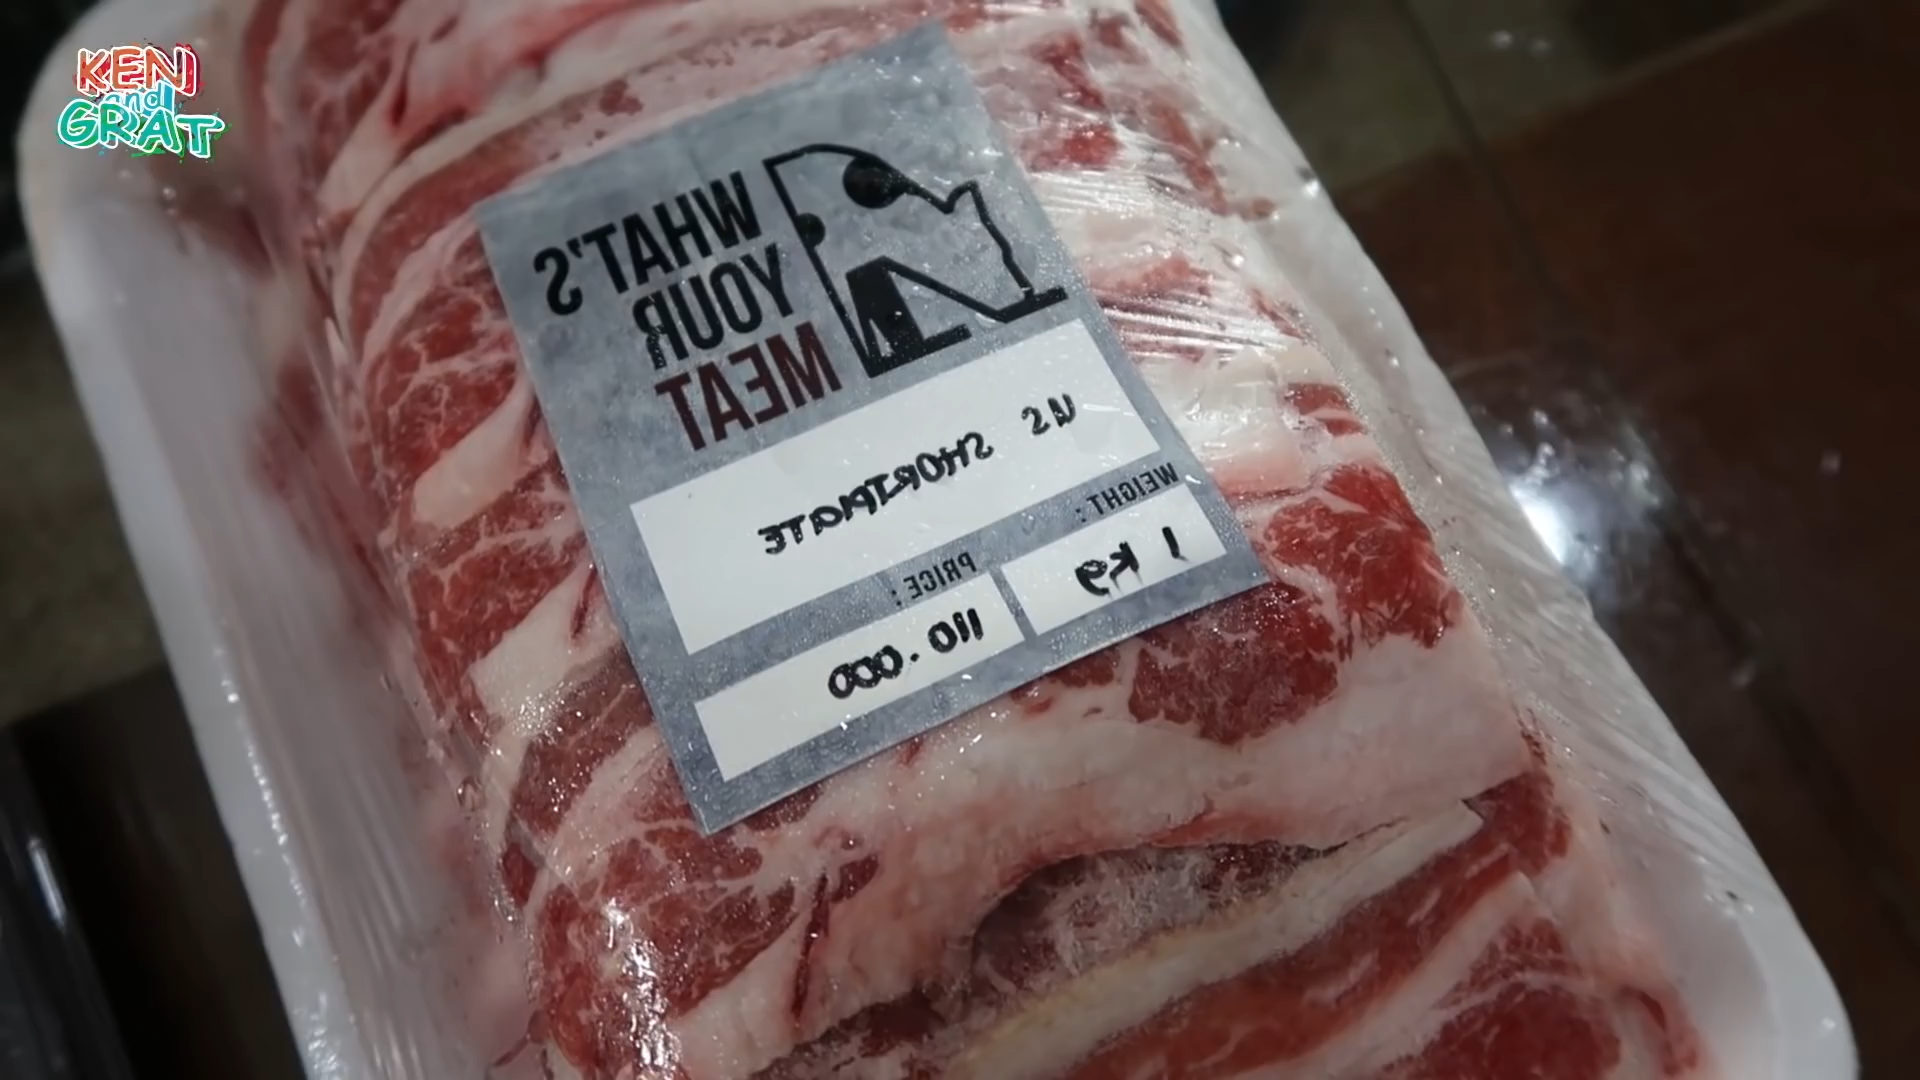 KEN
and
GRAT
WHAT'S
YOUR
MEAT
US SHORTPLATE
WEIGHT:
1 Kg
PRICE:
110.000